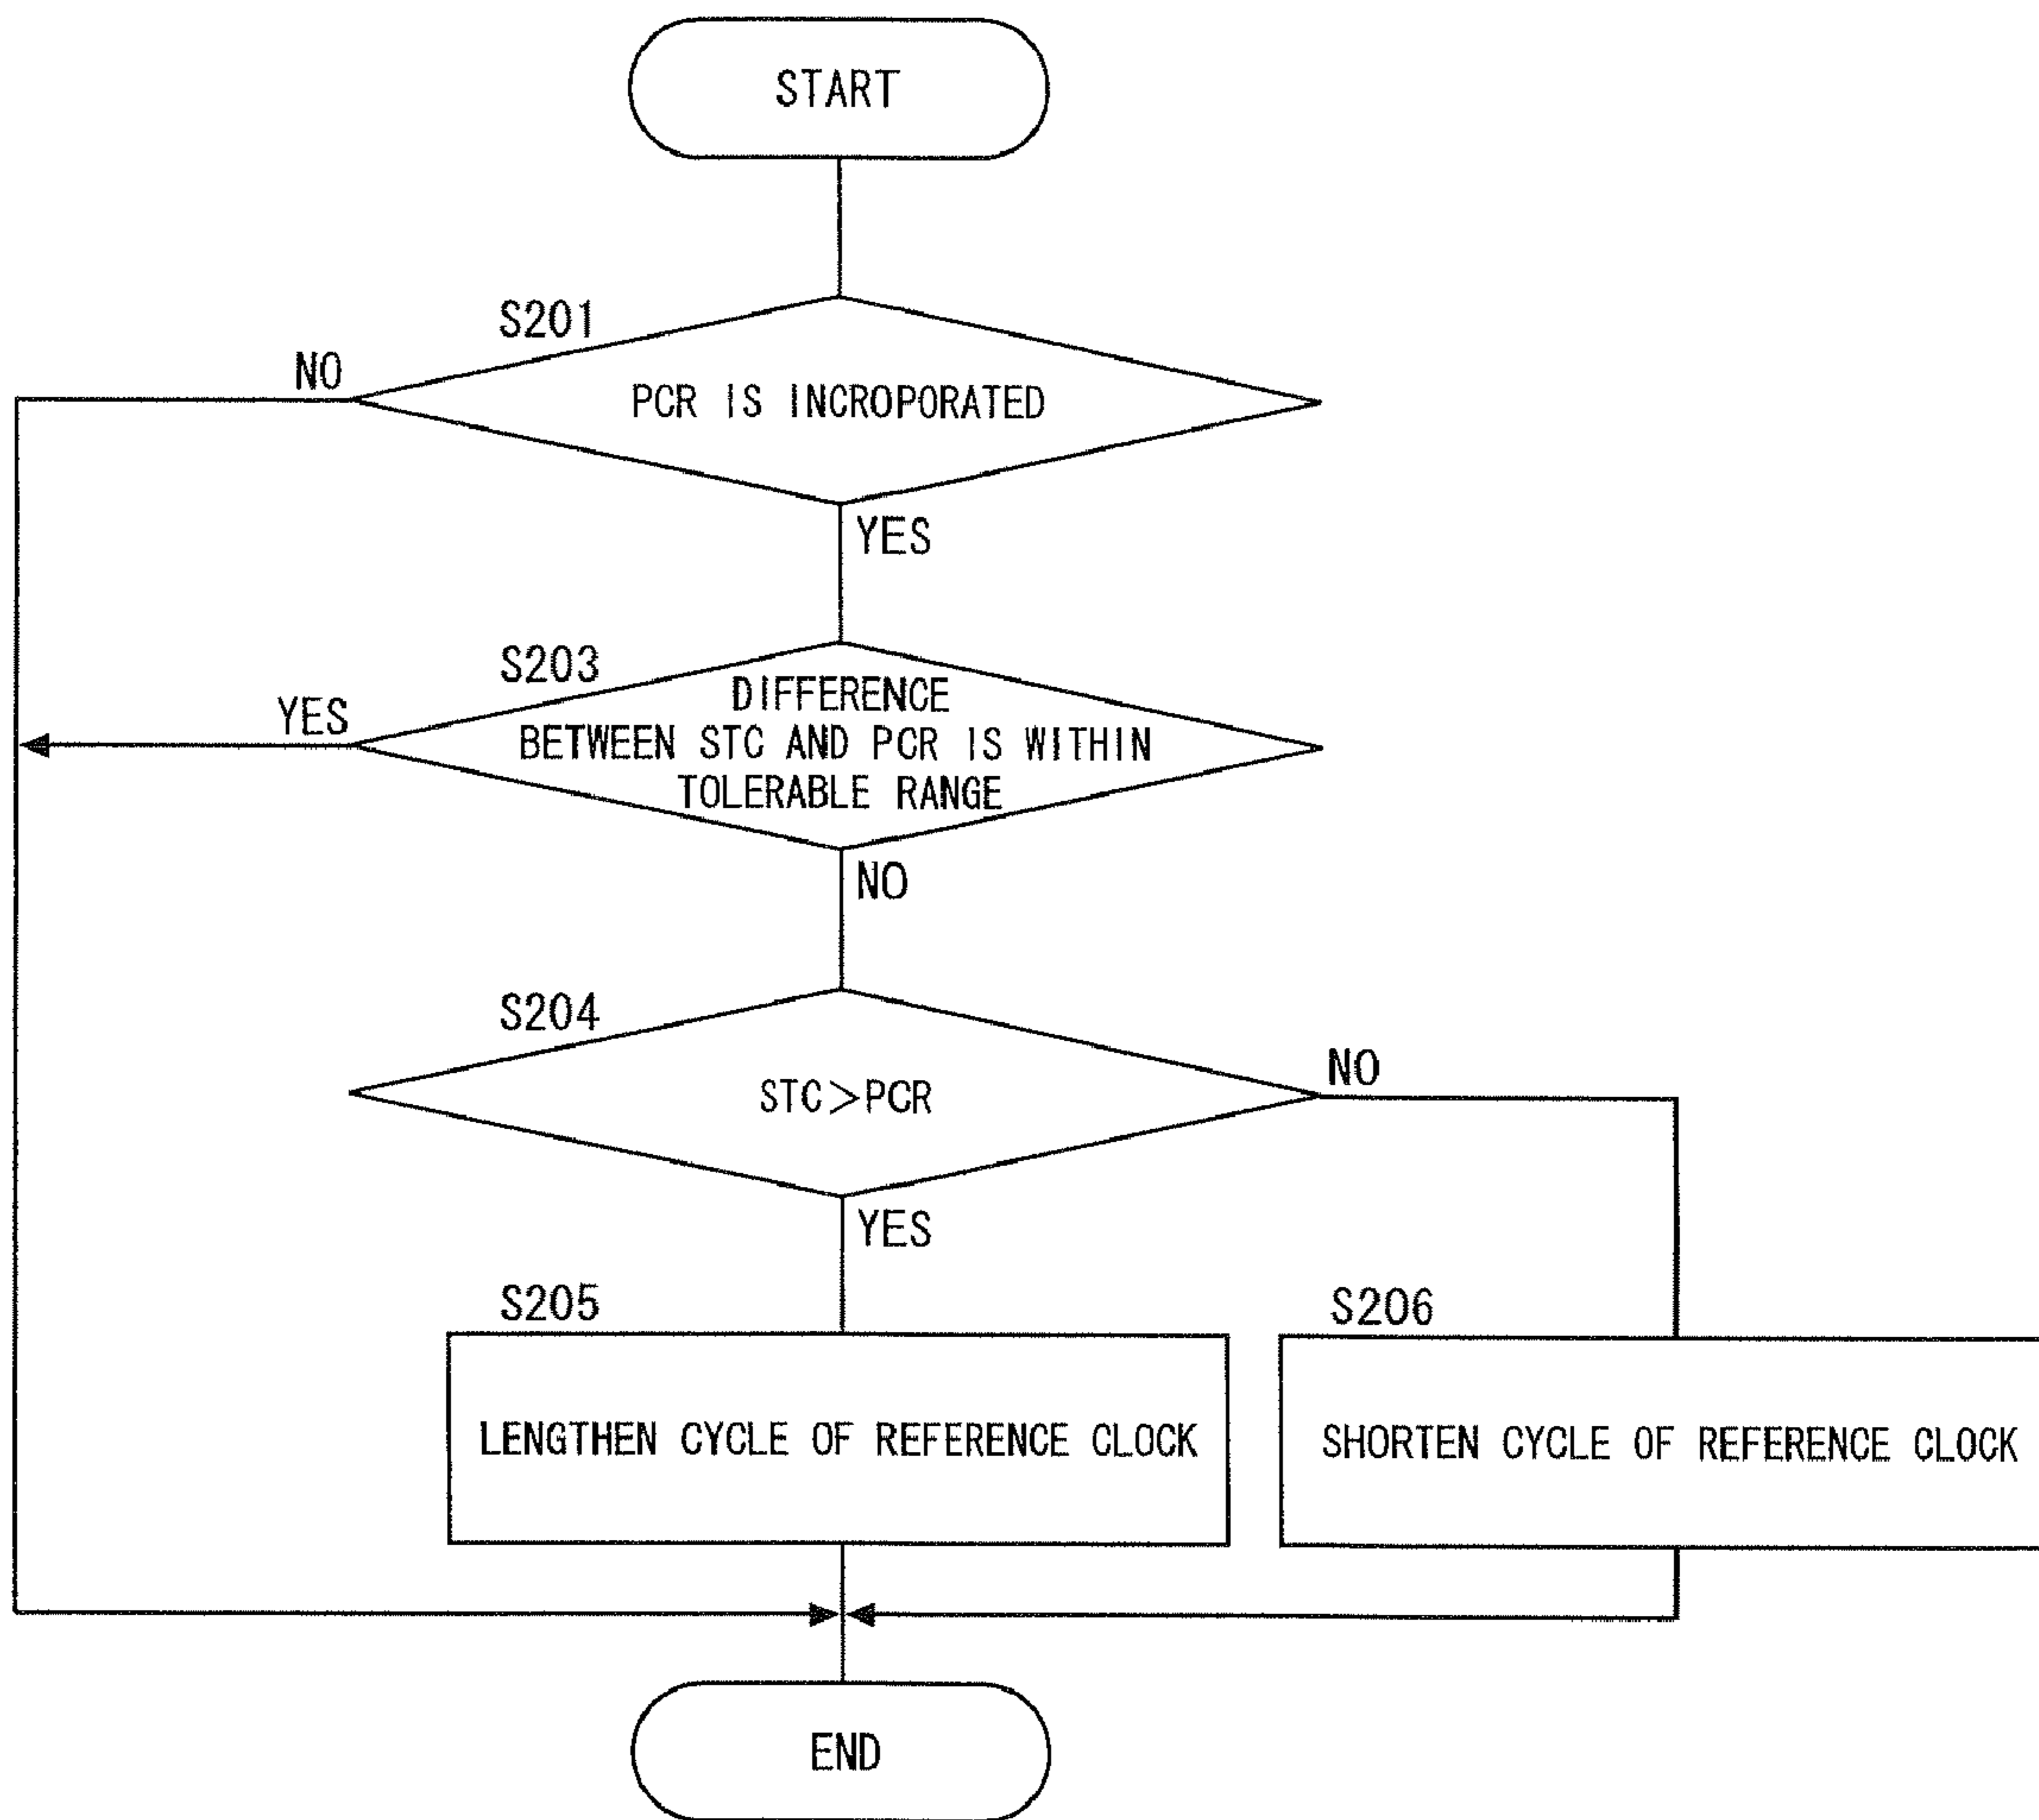 START
S201
NO
PCR IS INCROPORATED
YES
S203
YES
DIFFERENCE
BETWEEN STC AND PCR IS WITHIN
TOLERABLE RANGE
NO
S204
STC>PCR
NO
YES
S205
S206
LENGTHEN CYCLE OF REFERENCE CLOCK
SHORTEN CYCLE OF REFERENCE CLOCK
END